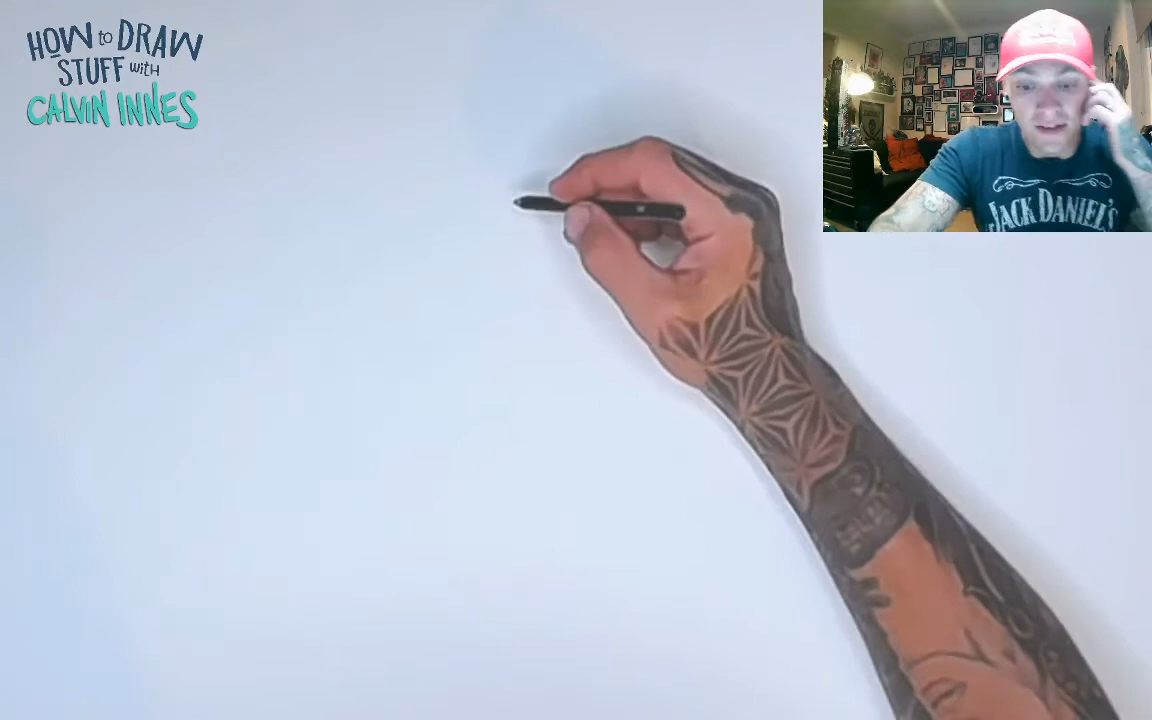 HOW to DRAW
STUFF with
CALVIN INNES
JACK DANIEL'S